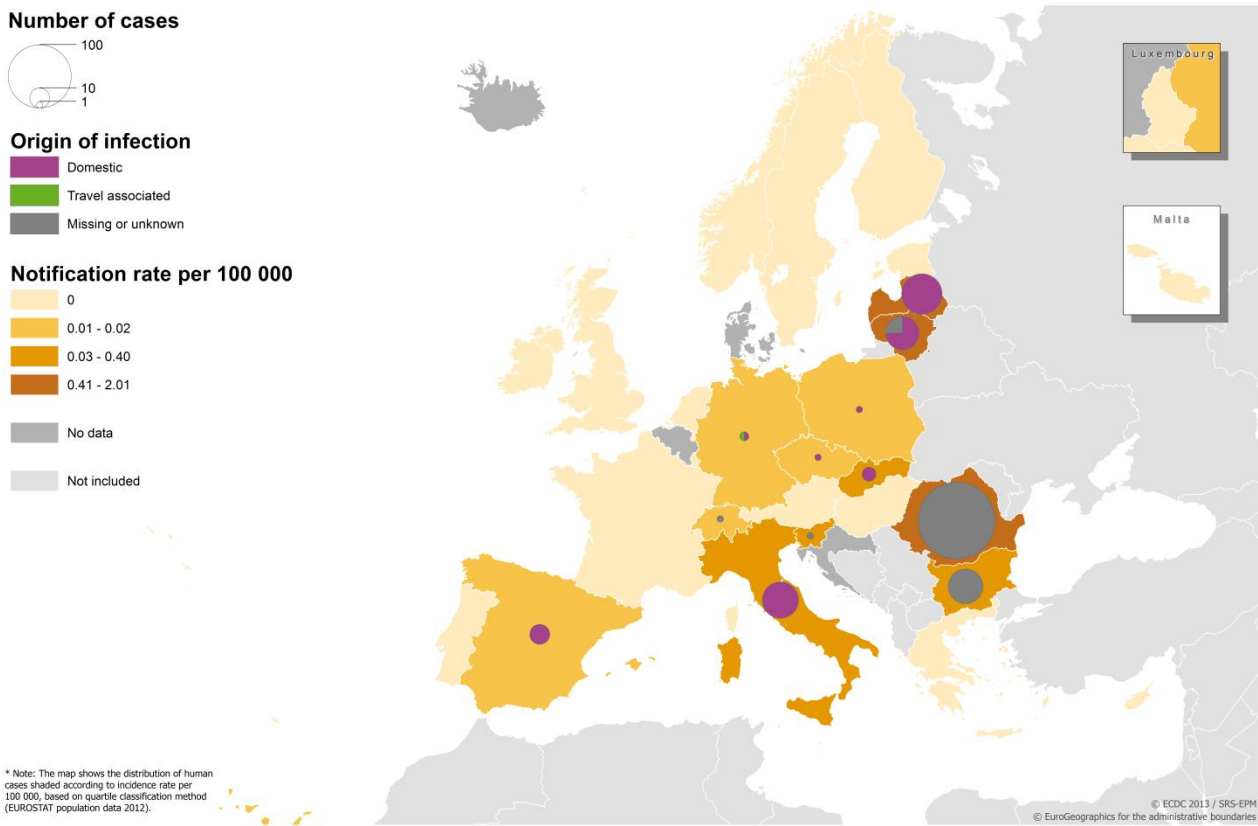 Number of cases
100
10
1
Origin of infection
Domestic
Travel associated
Missing or unknown
Notification rate per 100 000
0
0.01 - 0.02
0.03 - 0.40
0.41 - 2.01
No data
Not included
Luxembourg
Malta
* Note: The map shows the distribution of human
cases shaded according to incidence rate per
100 000, based on quartile classification method
(EUROSTAT population data 2012).
© ECDC 2013 / SRS-EPM
© EuroGeographics for the administrative boundaries